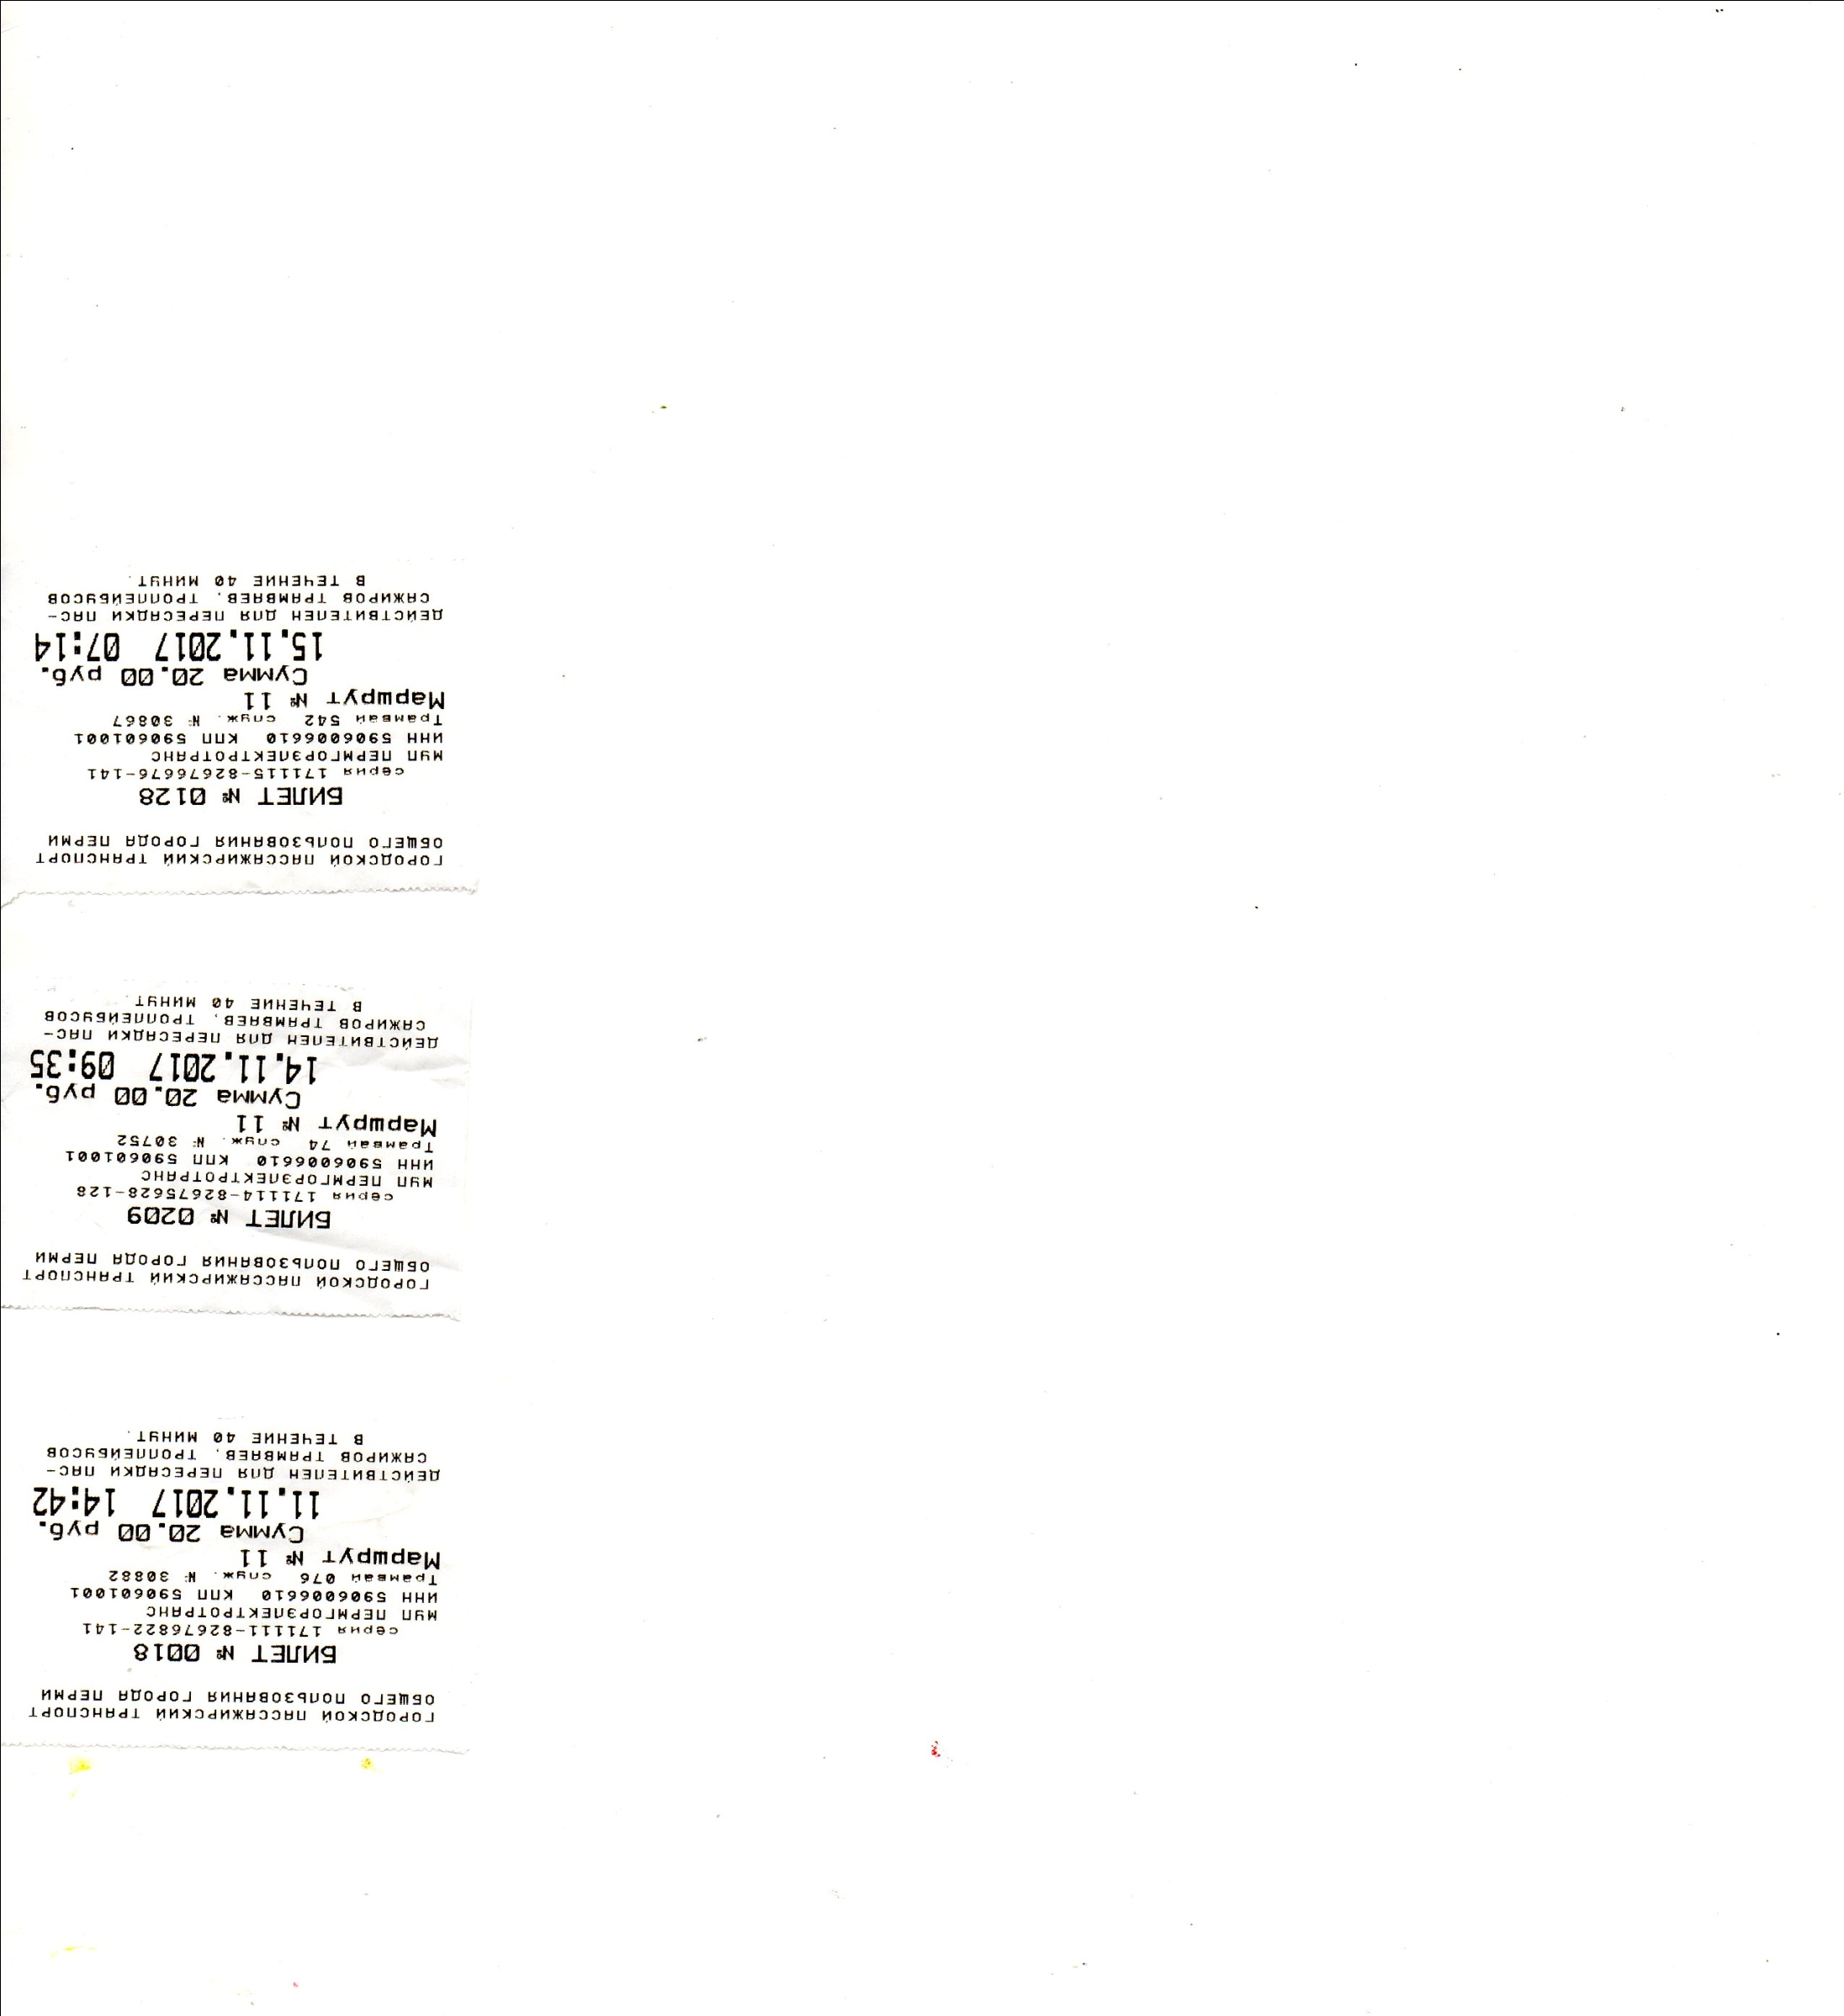 ГОРОДСКОЙ ПАССАЖИРСКИЙ ТРАНСПОРТ
ОБЩЕГО ПОЛЬЗОВАНИЯ ГОРОДА ПЕРМИ
БИЛЕТ № 0018
серия 171111-82676822-141
МУП ПЕРМГОРЭЛЕКТРОТРАНС
ИНН 5906006610 КПП 590601001
Трамвай 076 служ. № 30882
Маршрут № 11
Сумма 20.00 руб.
11.11.2017 14:42
ДЕЙСТВИТЕЛЕН ДЛЯ ПЕРЕСАДКИ ПАС-
САЖИРОВ ТРАМВАЕВ, ТРОЛЛЕЙБУСОВ
В ТЕЧЕНИЕ 40 МИНУТ.
ГОРОДСКОЙ ПАССАЖИРСКИЙ ТРАНСПОРТ
ОБЩЕГО ПОЛЬЗОВАНИЯ ГОРОДА ПЕРМИ
БИЛЕТ № 0209
серия 171114-82675628-128
МУП ПЕРМГОРЭЛЕКТРОТРАНС
ИНН 5906006610 КПП 590601001
Трамвай 74 служ. № 30752
Маршрут № 11
Сумма 20.00 руб.
14.11.2017 09:35
ДЕЙСТВИТЕЛЕН ДЛЯ ПЕРЕСАДКИ ПАС-
САЖИРОВ ТРАМВАЕВ, ТРОЛЛЕЙБУСОВ
В ТЕЧЕНИЕ 40 МИНУТ.
ГОРОДСКОЙ ПАССАЖИРСКИЙ ТРАНСПОРТ
ОБЩЕГО ПОЛЬЗОВАНИЯ ГОРОДА ПЕРМИ
БИЛЕТ № 0128
серия 171115-82676676-141
МУП ПЕРМГОРЭЛЕКТРОТРАНС
ИНН 5906006610 КПП 590601001
Трамвай 542 служ. № 30867
Маршрут № 11
Сумма 20.00 руб.
15.11.2017 07:14
ДЕЙСТВИТЕЛЕН ДЛЯ ПЕРЕСАДКИ ПАС-
САЖИРОВ ТРАМВАЕВ, ТРОЛЛЕЙБУСОВ
В ТЕЧЕНИЕ 40 МИНУТ.